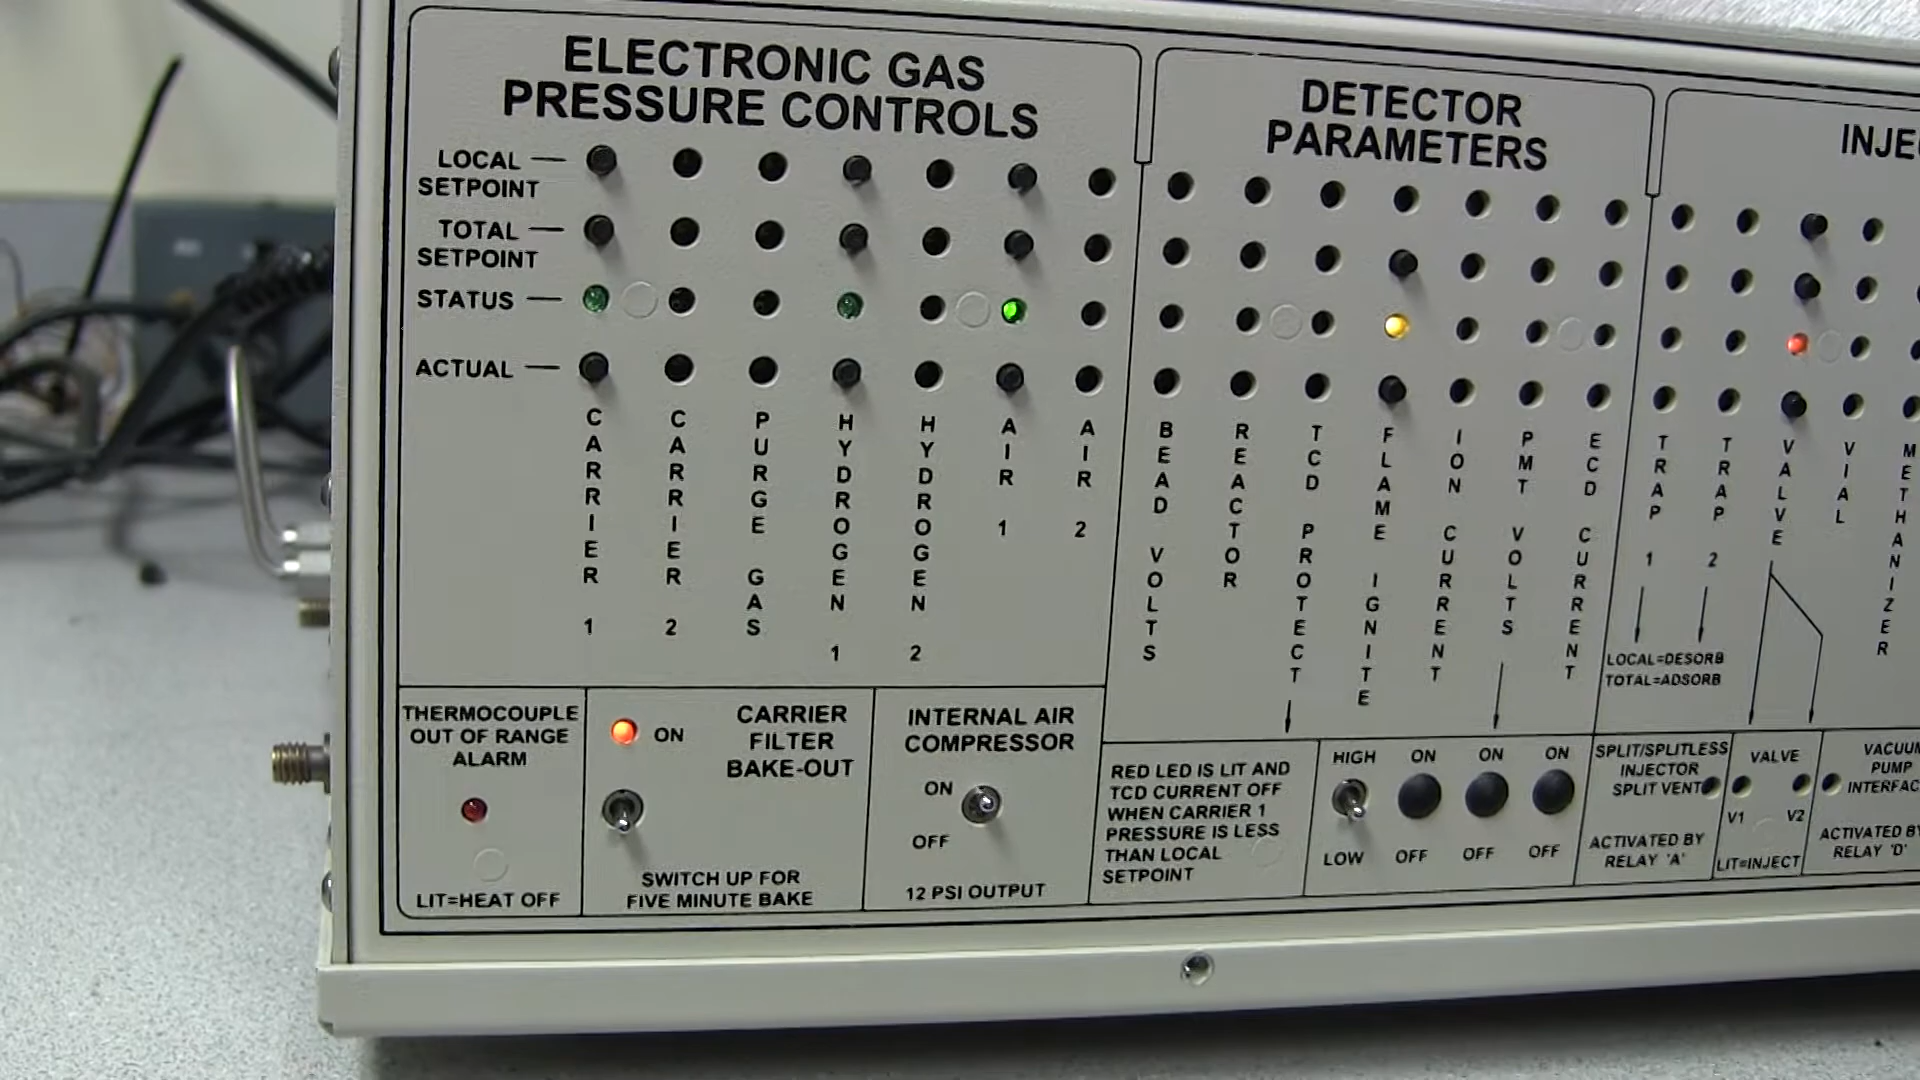 ELECTRONIC GAS
PRESSURE CONTROLS
LOCAL
SETPOINT
TOTAL
SETPOINT
STATUS
ACTUAL
CARRIER 1
CARRIER 2
PURGE GAS
HYDROGEN 1
HYDROGEN 2
AIR 1
AIR 2
DETECTOR
PARAMETERS
BEAD VOLTS
REACTOR
TCD PROTECT
FLAME IGNITE
ION CURRENT
PMT VOLTS
ECD CURRENT
INJE
TRAP 1
TRAP 2
VALVE
VIAL
METHANIZER
LOCAL=DESORB
TOTAL=ADSORB
THERMOCOUPLE
OUT OF RANGE
ALARM
LIT=HEAT OFF
ON
CARRIER
FILTER
BAKE-OUT
SWITCH UP FOR
FIVE MINUTE BAKE
INTERNAL AIR
COMPRESSOR
ON
OFF
12 PSI OUTPUT
RED LED IS LIT AND
TCD CURRENT OFF
WHEN CARRIER 1
PRESSURE IS LESS
THAN LOCAL
SETPOINT
HIGH ON ON ON
LOW OFF OFF OFF
SPLIT/SPLITLESS
INJECTOR
SPLIT VENT
ACTIVATED BY
RELAY 'A'
VALVE
V1 V2
LIT=INJECT
VACUUM
PUMP
INTERFAC
ACTIVATED BY
RELAY 'D'